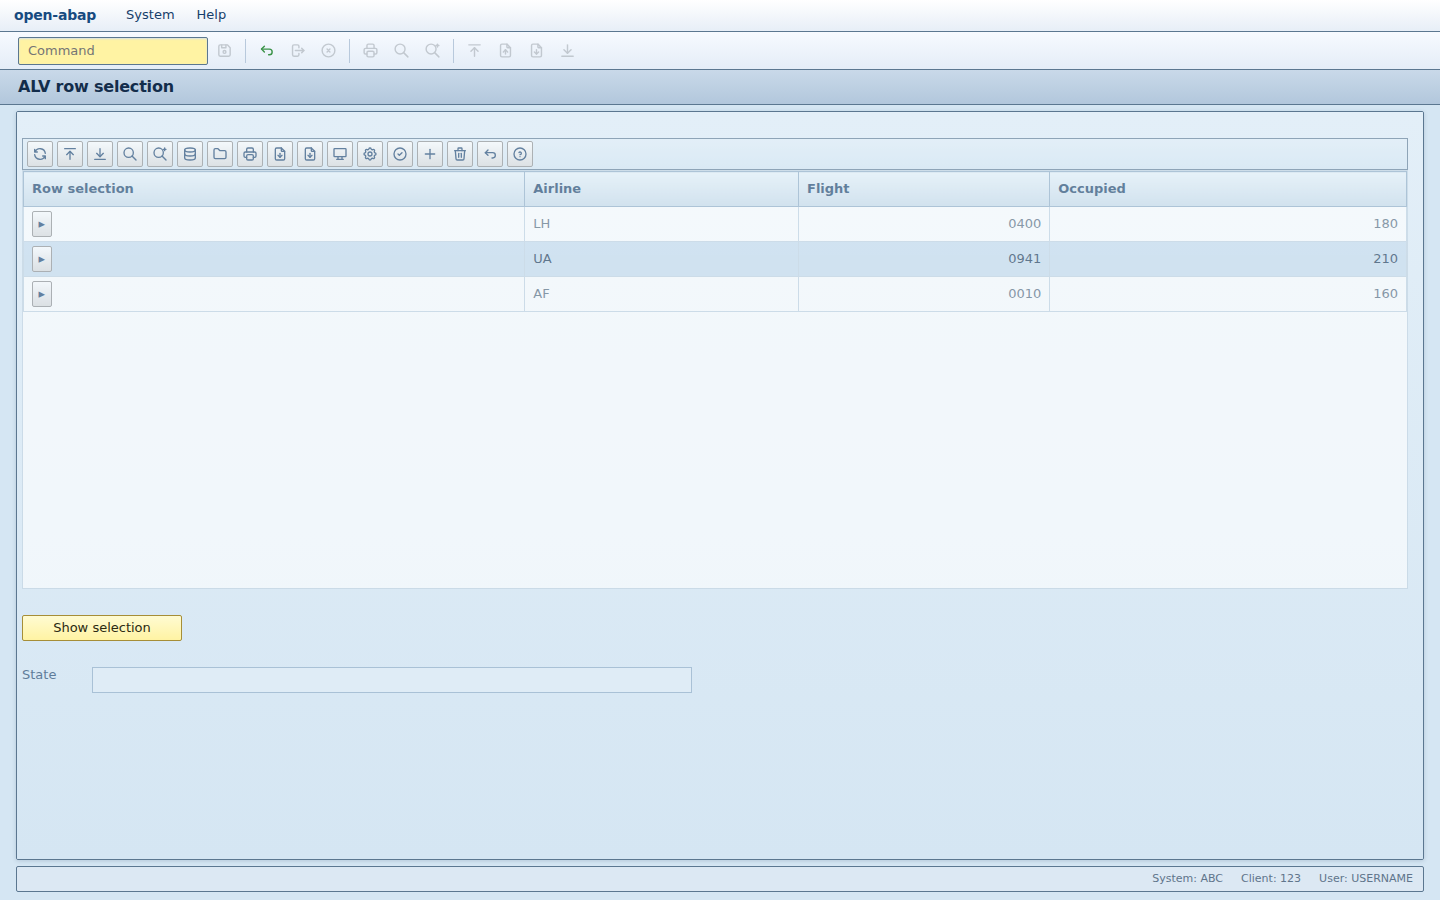 open-abap System Help
Command
ALV row selection
Row selection Airline Flight Occupied
LH 0400 180
UA 0941 210
AF 0010 160
Show selection
State
System: ABC Client: 123 User: USERNAME